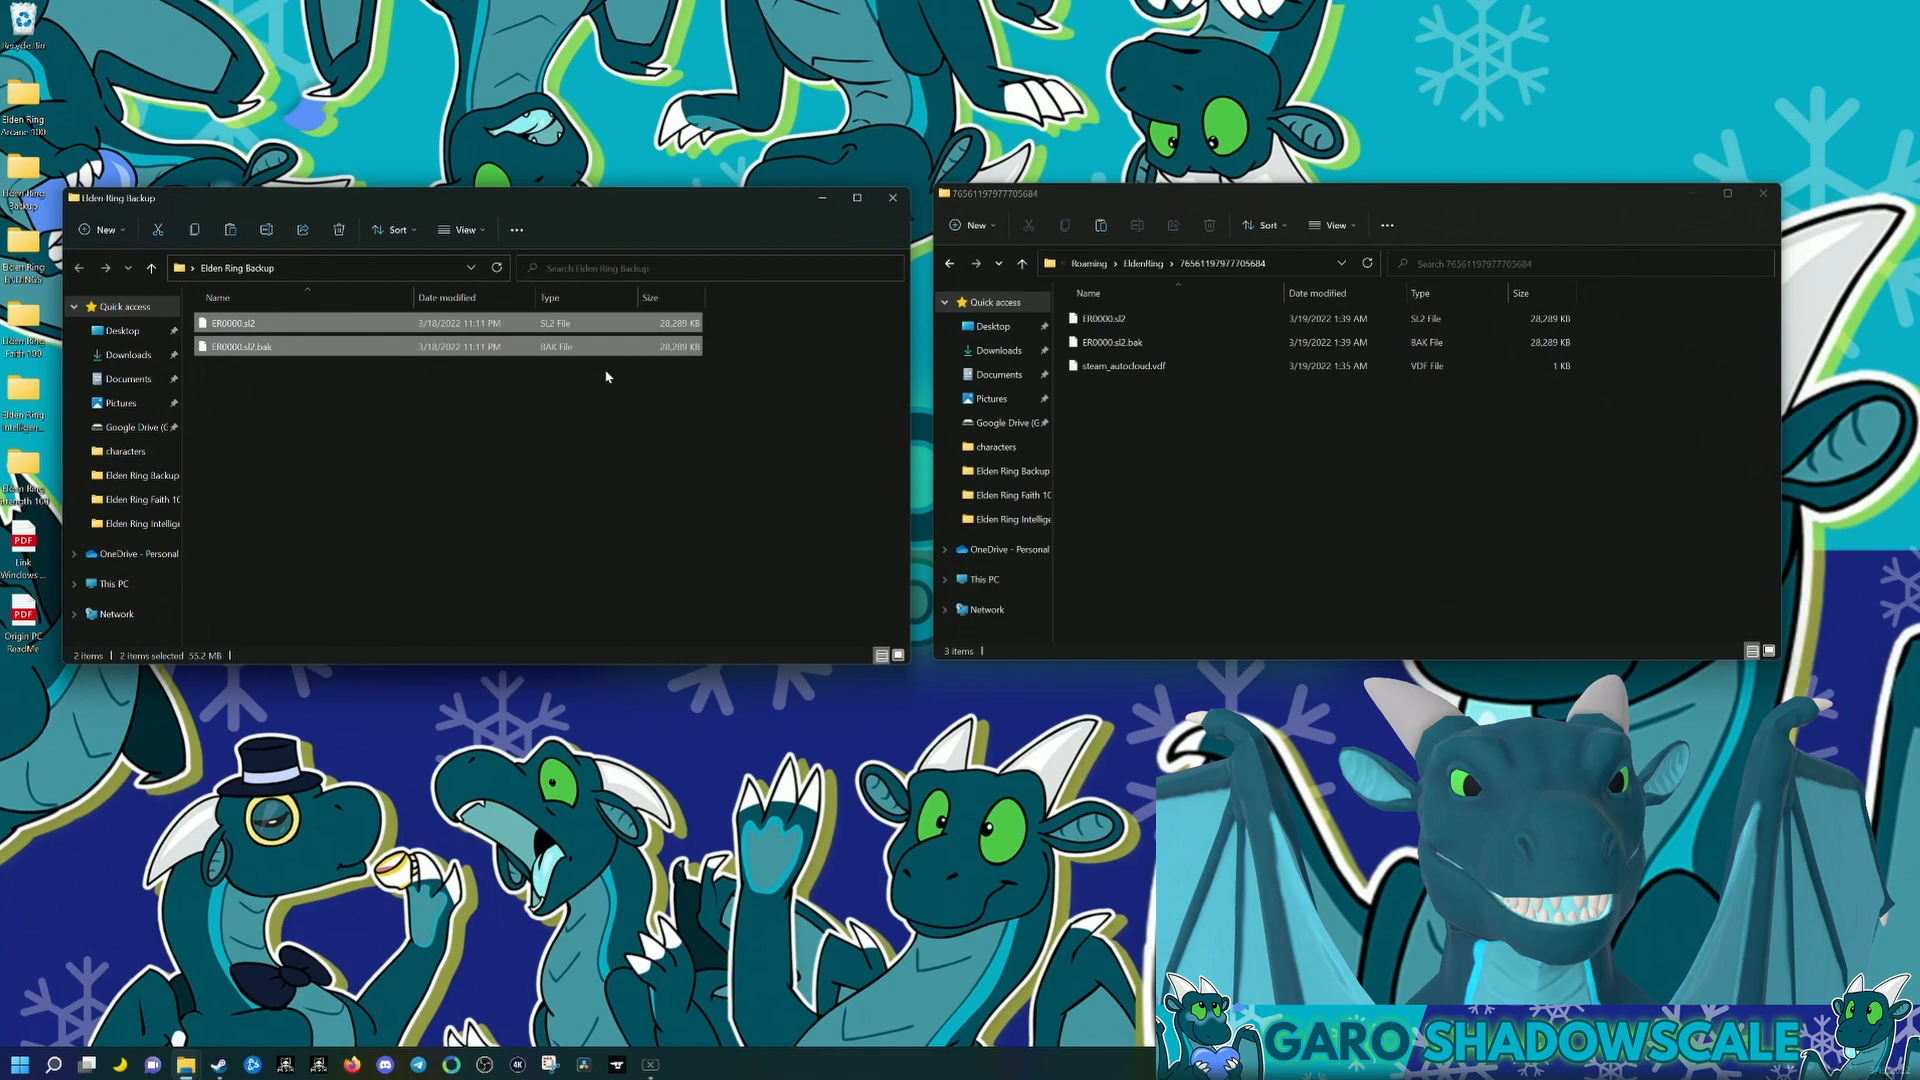 Recycle Bin
Elden Ring
Arcane 100
Elden Ring
Backup
Elden Ring
ENDINGS
Elden Ring
Faith 100
Elden Ring
Intelligen...
Elden Ring
Strength 100
PDF
Link
Windows ...
PDF
Origin PC
ReadMe
Elden Ring Backup
New
Sort
View
Elden Ring Backup
Search Elden Ring Backup
Name
Date modified
Type
Size
ER0000.sl2
3/18/2022 11:11 PM
SL2 File
28,289 KB
ER0000.sl2.bak
3/18/2022 11:11 PM
BAK File
28,289 KB
Quick access
Desktop
Downloads
Documents
Pictures
Google Drive (G
characters
Elden Ring Backup
Elden Ring Faith 10
Elden Ring Intellige
OneDrive - Personal
This PC
Network
2 items
2 items selected 55.2 MB
76561197977705684
New
Sort
View
Roaming › EldenRing › 76561197977705684
Search 76561197977705684
Name
Date modified
Type
Size
ER0000.sl2
3/19/2022 1:39 AM
SL2 File
28,289 KB
ER0000.sl2.bak
3/19/2022 1:39 AM
BAK File
28,289 KB
steam_autocloud.vdf
3/19/2022 1:35 AM
VDF File
1 KB
Quick access
Desktop
Downloads
Documents
Pictures
Google Drive (G
characters
Elden Ring Backup
Elden Ring Faith 10
Elden Ring Intellige
OneDrive - Personal
This PC
Network
3 items
GARO SHADOWSCALE
4K